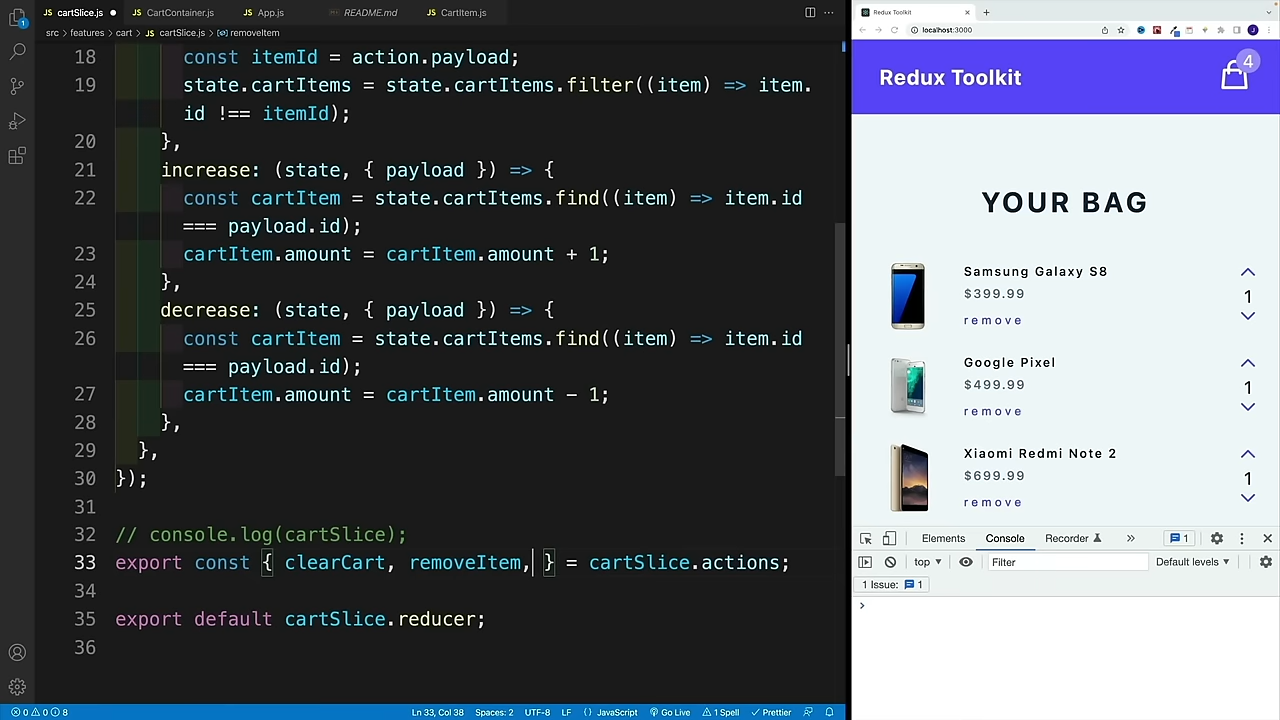 cartSlice.js
CartContainer.js
App.js
README.md
CartItem.js
src > features > cart > cartSlice.js > removeItem
18 const itemId = action.payload;
19 state.cartItems = state.cartItems.filter((item) => item.
id !== itemId);
20 },
21 increase: (state, { payload }) => {
22 const cartItem = state.cartItems.find((item) => item.id
=== payload.id);
23 cartItem.amount = cartItem.amount + 1;
24 },
25 decrease: (state, { payload }) => {
26 const cartItem = state.cartItems.find((item) => item.id
=== payload.id);
27 cartItem.amount = cartItem.amount - 1;
28 },
29 },
30 });
31
32 // console.log(cartSlice);
33 export const { clearCart, removeItem, } = cartSlice.actions;
34
35 export default cartSlice.reducer;
36
1
0 0 8
Ln 33, Col 38
Spaces: 2
UTF-8
LF
{} JavaScript
Go Live
1 Spell
Prettier
Redux Toolkit
localhost:3000
J
Redux Toolkit
4
YOUR BAG
Samsung Galaxy S8
$399.99
remove
1
Google Pixel
$499.99
remove
1
Xiaomi Redmi Note 2
$699.99
remove
1
Elements
Console
Recorder
1
top
Filter
Default levels
1 Issue: 1
>